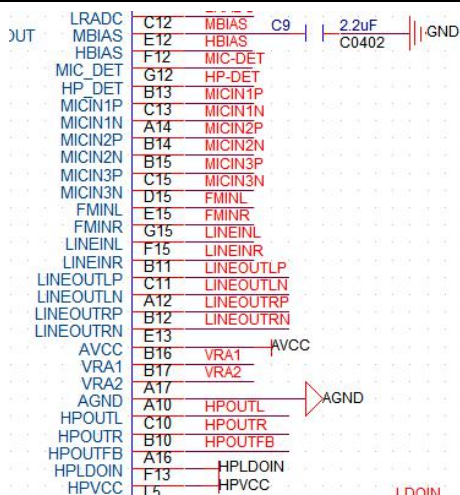 LRADC C12 MBIAS C9 2.2uF GND
OUT MBIAS E12 HBIAS C0402
HBIAS F12 MIC-DET
MIC_DET G12 HP-DET
HP_DET B13 MICIN1P
MICIN1P C13 MICIN1N
MICIN1N A14 MICIN2P
MICIN2P B14 MICIN2N
MICIN2N B15 MICIN3P
MICIN3P C15 MICIN3N
MICIN3N D15 FMINL
FMINL E15 FMINR
FMINR G15 LINEINL
LINEINL F15 LINEINR
LINEINR B11 LINEOUTLP
LINEOUTLP C11 LINEOUTLN
LINEOUTLN A12 LINEOUTRP
LINEOUTRP B12 LINEOUTRN
LINEOUTRN E13
AVCC B16 VRA1 AVCC
VRA1 B17 VRA2
VRA2 A17
AGND A10 HPOUTL AGND
HPOUTL C10 HPOUTR
HPOUTR B10 HPOUTFB
HPOUTFB A16
HPLDOIN F13 HPLDOIN
HPVCC L5 HPVCC LDOIN